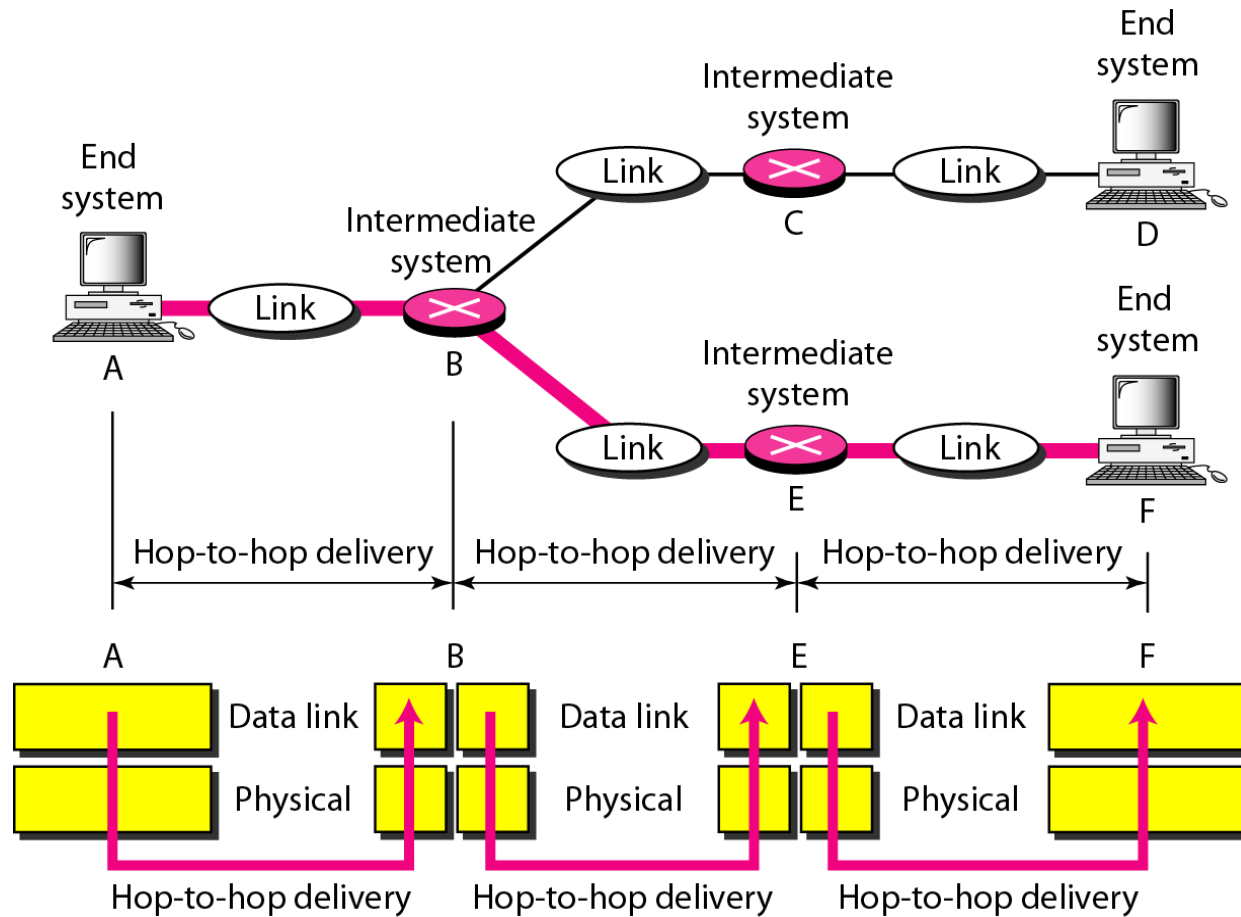 End
system
Intermediate
system
Link
C
Link
D
End
system
A
Link
Intermediate
system
B
End
system
Intermediate
system
Link
E
Link
F
Hop-to-hop delivery
Hop-to-hop delivery
Hop-to-hop delivery
A
B
E
F
Data link
Data link
Data link
Physical
Physical
Physical
Hop-to-hop delivery
Hop-to-hop delivery
Hop-to-hop delivery